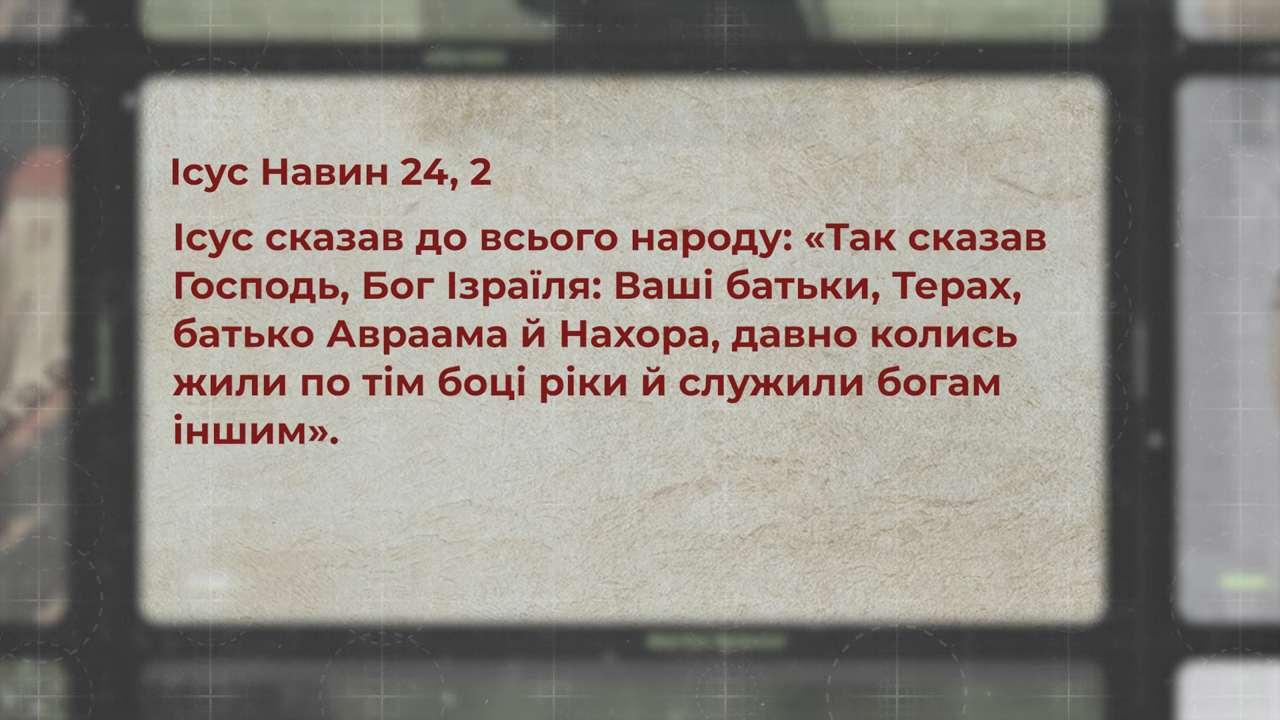 Ісус Навин 24, 2
Ісус сказав до всього народу: «Так сказав
Господь, Бог Ізраїля: Ваші батьки, Терах,
батько Авраама й Нахора, давно колись
жили по тім боці ріки й служили богам
іншим».